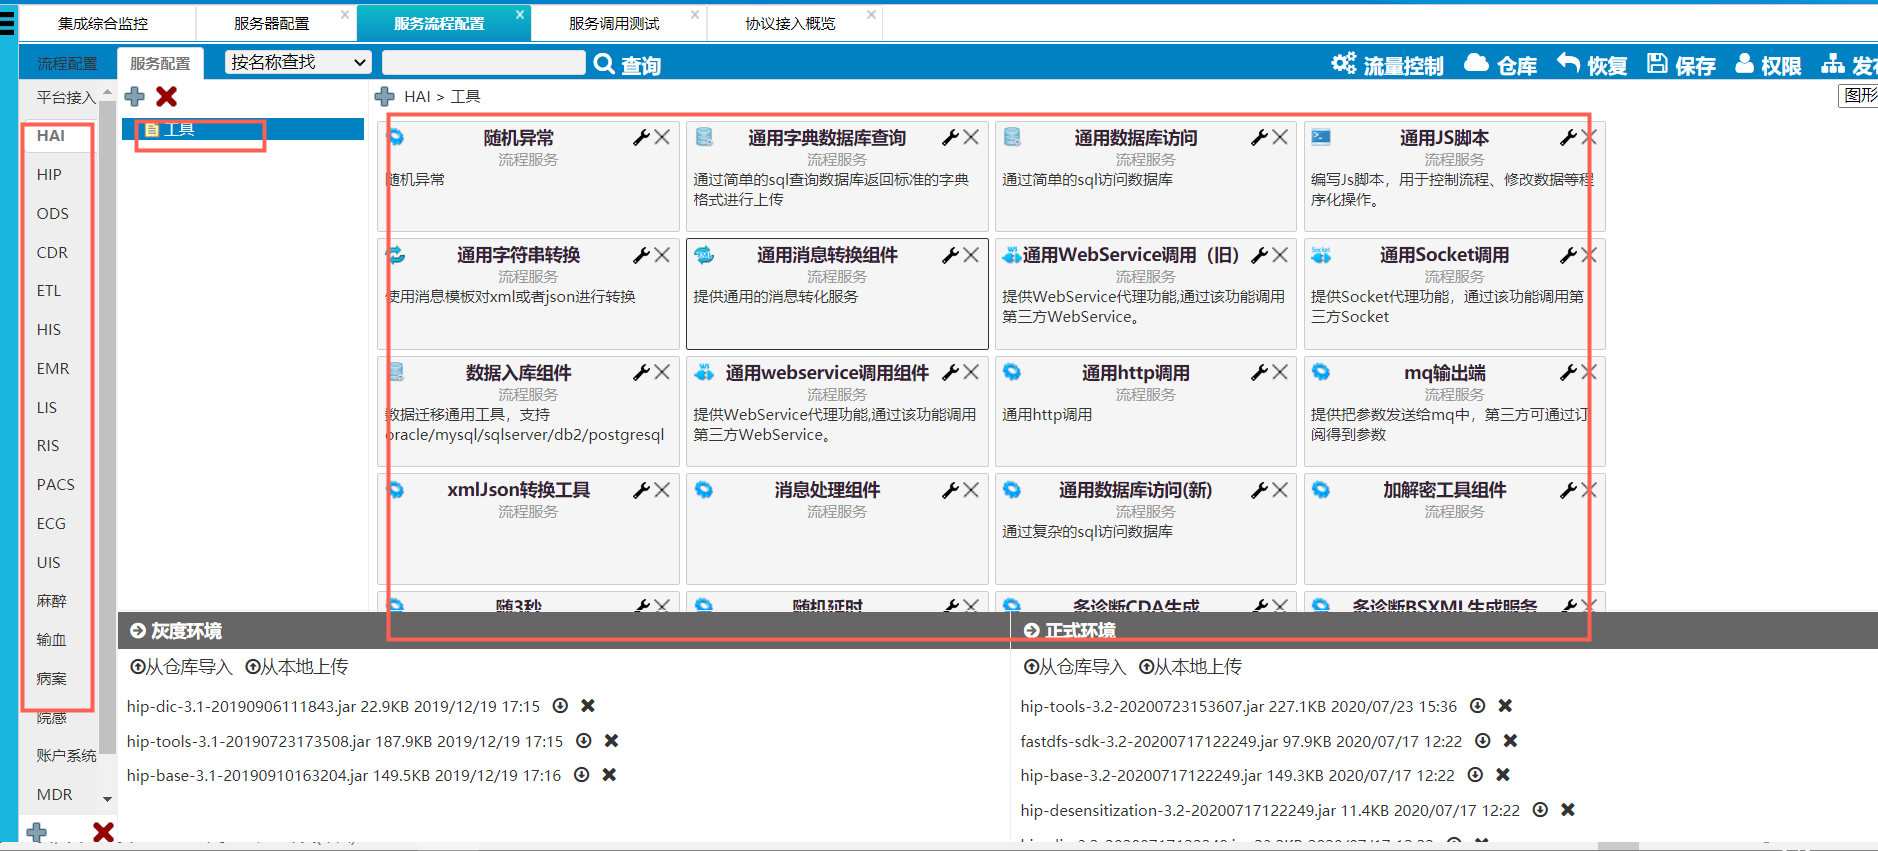 集成综合监控
服务器配置
服务流程配置
服务调用测试
协议接入概览
流程配置
服务配置
按名称查找
查询
流量控制
仓库
恢复
保存
权限
平台接入
HAI
HIP
ODS
CDR
ETL
HIS
EMR
LIS
RIS
PACS
ECG
UIS
麻醉
输血
病案
院感
账户系统
MDR
工具
HAI > 工具
图形
随机异常
流程服务
随机异常
通用字典数据库查询
流程服务
通过简单的sql查询数据库返回标准的字典
格式进行上传
通用数据库访问
流程服务
通过简单的sql访问数据库
通用JS脚本
流程服务
编写Js脚本，用于控制流程、修改数据等程
序化操作。
通用字符串转换
流程服务
使用消息模板对xml或者json进行转换
通用消息转换组件
流程服务
提供通用的消息转化服务
通用WebService调用（旧）
流程服务
提供WebService代理功能,通过该功能调用
第三方WebService。
通用Socket调用
流程服务
提供Socket代理功能，通过该功能调用第
三方Socket
数据入库组件
流程服务
数据迁移通用工具，支持
oracle/mysql/sqlserver/db2/postgresql
通用webservice调用组件
流程服务
提供WebService代理功能,通过该功能调用
第三方WebService。
通用http调用
流程服务
通用http调用
mq输出端
流程服务
提供把参数发送给mq中，第三方可通过订
阅得到参数
xmlJson转换工具
流程服务
消息处理组件
流程服务
通用数据库访问(新)
流程服务
通过复杂的sql访问数据库
加解密工具组件
流程服务
随3秒
随机延时
多诊断CDA生成
多诊断BSXML生成服务
灰度环境
从仓库导入 从本地上传
hip-dic-3.1-20190906111843.jar 22.9KB 2019/12/19 17:15
hip-tools-3.1-20190723173508.jar 187.9KB 2019/12/19 17:15
hip-base-3.1-20190910163204.jar 149.5KB 2019/12/19 17:16
正式环境
从仓库导入 从本地上传
hip-tools-3.2-20200723153607.jar 227.1KB 2020/07/23 15:36
fastdfs-sdk-3.2-20200717122249.jar 97.9KB 2020/07/17 12:22
hip-base-3.2-20200717122249.jar 149.3KB 2020/07/17 12:22
hip-desensitization-3.2-20200717122249.jar 11.4KB 2020/07/17 12:22